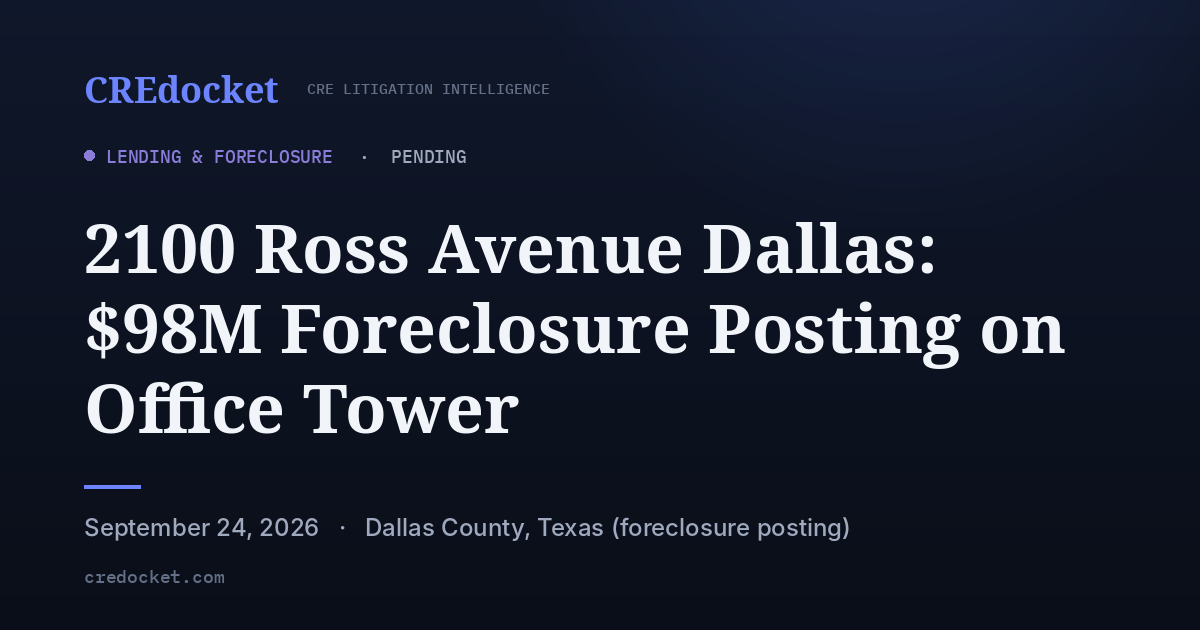 CREdocket CRE LITIGATION INTELLIGENCE
LENDING & FORECLOSURE · PENDING
2100 Ross Avenue Dallas:
$98M Foreclosure Posting on
Office Tower
September 24, 2026 · Dallas County, Texas (foreclosure posting)
credocket.com